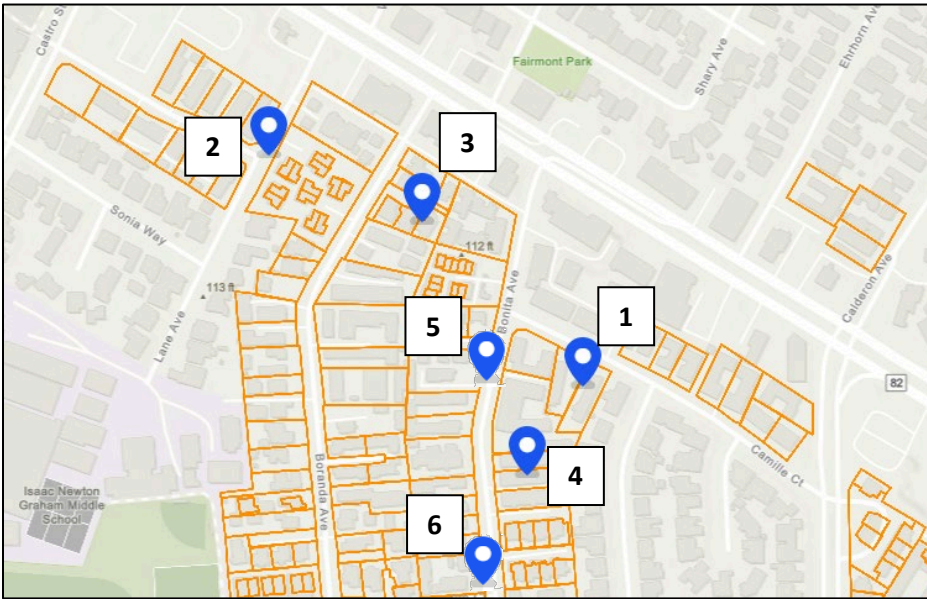 Castro S
Fairmont Park
Shary Ave
Ehrhorn Ave
2
3
Sonia Way
112 ft
113 ft
Lane Ave
5
Bonita Ave
1
Calderon Ave
82
Boranda Ave
4
Camille Ct
Isaac Newton
Graham Middle
School
6